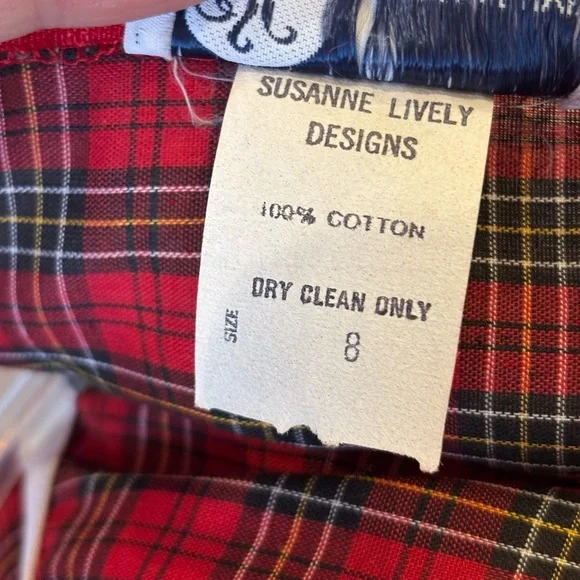 SUSANNE LIVELY
DESIGNS
100% COTTON
DRY CLEAN ONLY
SIZE
8